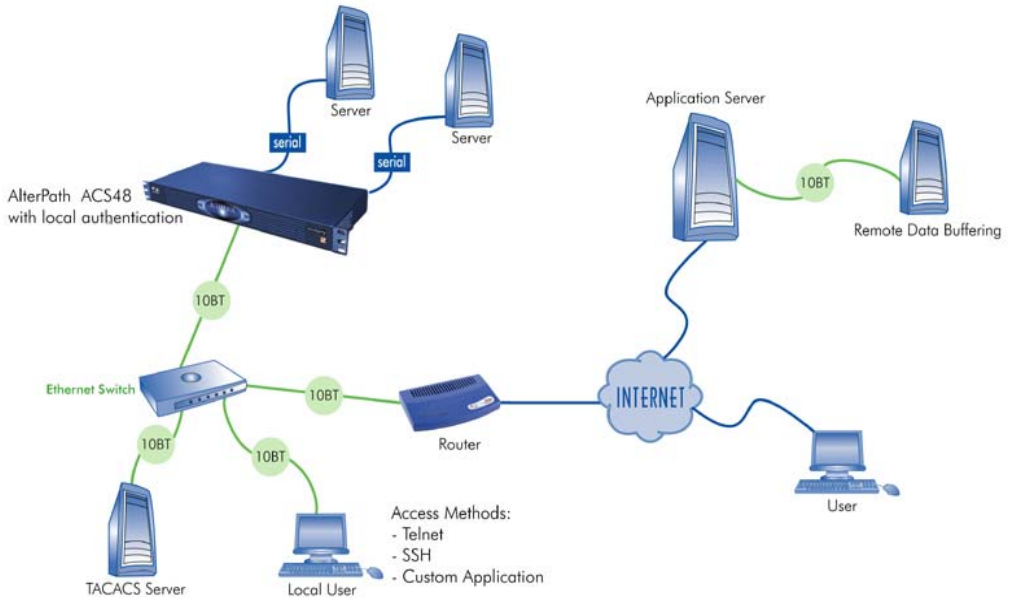 Server
Server
serial
serial
Application Server
10BT
Remote Data Buffering
AlterPath ACS48
with local authentication
10BT
Ethernet Switch
10BT
Router
INTERNET
10BT
10BT
User
TACACS Server
Local User
Access Methods:
- Telnet
- SSH
- Custom Application